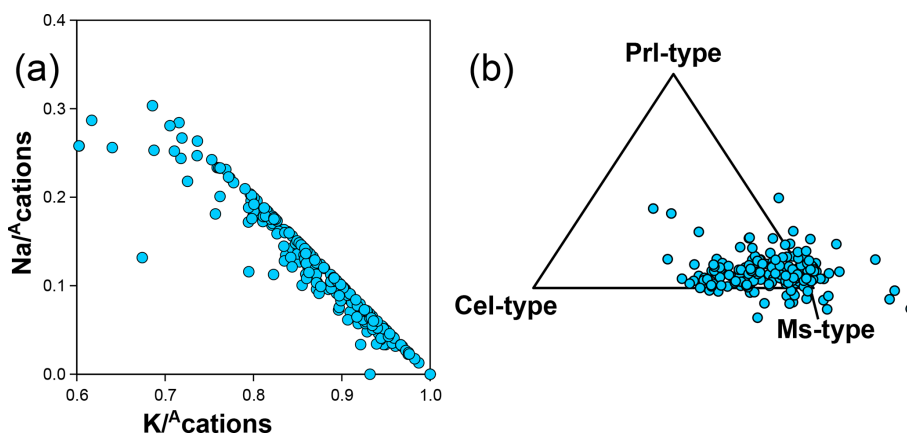 (a)
0.4
0.3
0.2
0.1
0.0
Na/ᴬcations
0.6 0.7 0.8 0.9 1.0
K/ᴬcations
(b)
Prl-type
Cel-type
Ms-type